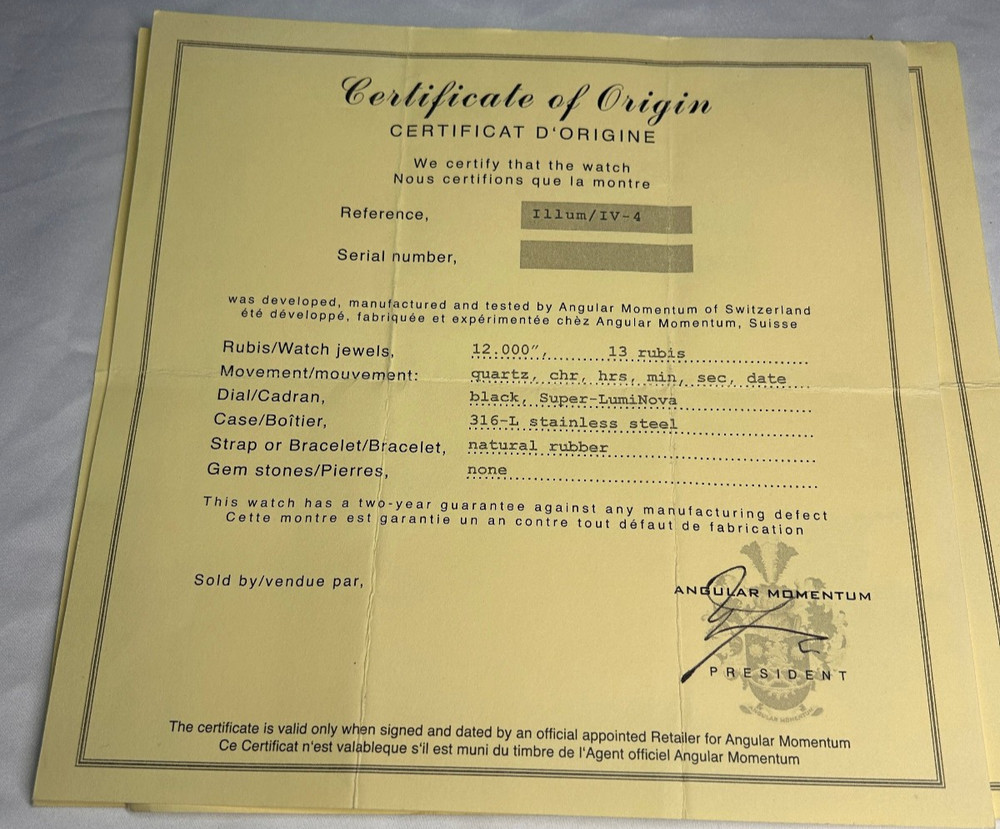 Certificate of Origin
CERTIFICAT D'ORIGINE
We certify that the watch
Nous certifions que la montre
Reference, Illum/IV-4
Serial number,
was developed, manufactured and tested by Angular Momentum of Switzerland
été développé, fabriquée et expérimentée chèz Angular Momentum, Suisse
Rubis/Watch jewels, 12.000″, 13 rubis
Movement/mouvement: quartz, chr, hrs, min, sec, date
Dial/Cadran, black, Super-LumiNova
Case/Boîtier, 316-L stainless steel
Strap or Bracelet/Bracelet, natural rubber
Gem stones/Pierres, none
This watch has a two-year guarantee against any manufacturing defect
Cette montre est garantie un an contre tout défaut de fabrication
Sold by/vendue par,
ANGULAR MOMENTUM
PRESIDENT
ANGULAR MOMENTUM
The certificate is valid only when signed and dated by an official appointed Retailer for Angular Momentum
Ce Certificat n'est valableque s'il est muni du timbre de l'Agent officiel Angular Momentum